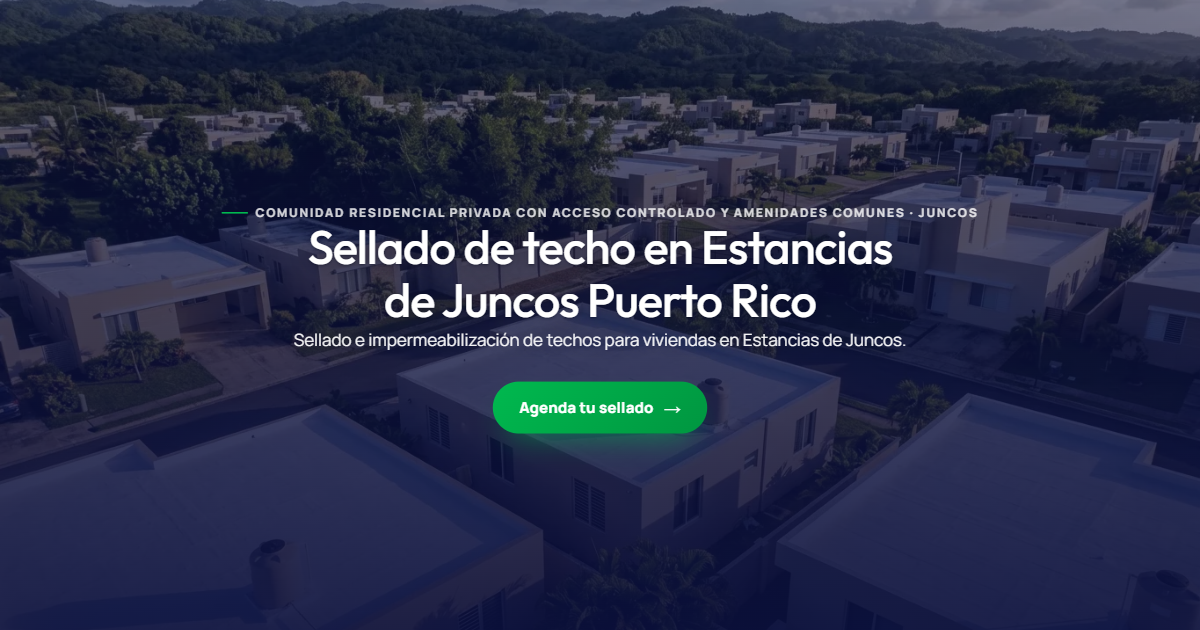 COMUNIDAD RESIDENCIAL PRIVADA CON ACCESO CONTROLADO Y AMENIDADES COMUNES · JUNCOS
Sellado de techo en Estancias
de Juncos Puerto Rico
Sellado e impermeabilización de techos para viviendas en Estancias de Juncos.
Agenda tu sellado →